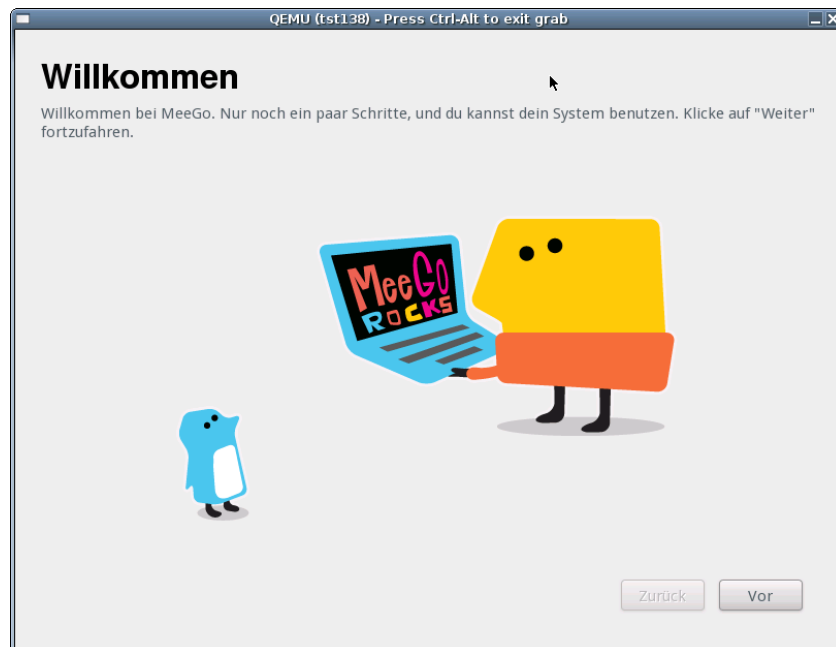 QEMU (tst138) - Press Ctrl-Alt to exit grab
Willkommen
Willkommen bei MeeGo. Nur noch ein paar Schritte, und du kannst dein System benutzen. Klicke auf "Weiter"
fortzufahren.
MeeGo
ROCKS
Zurück
Vor